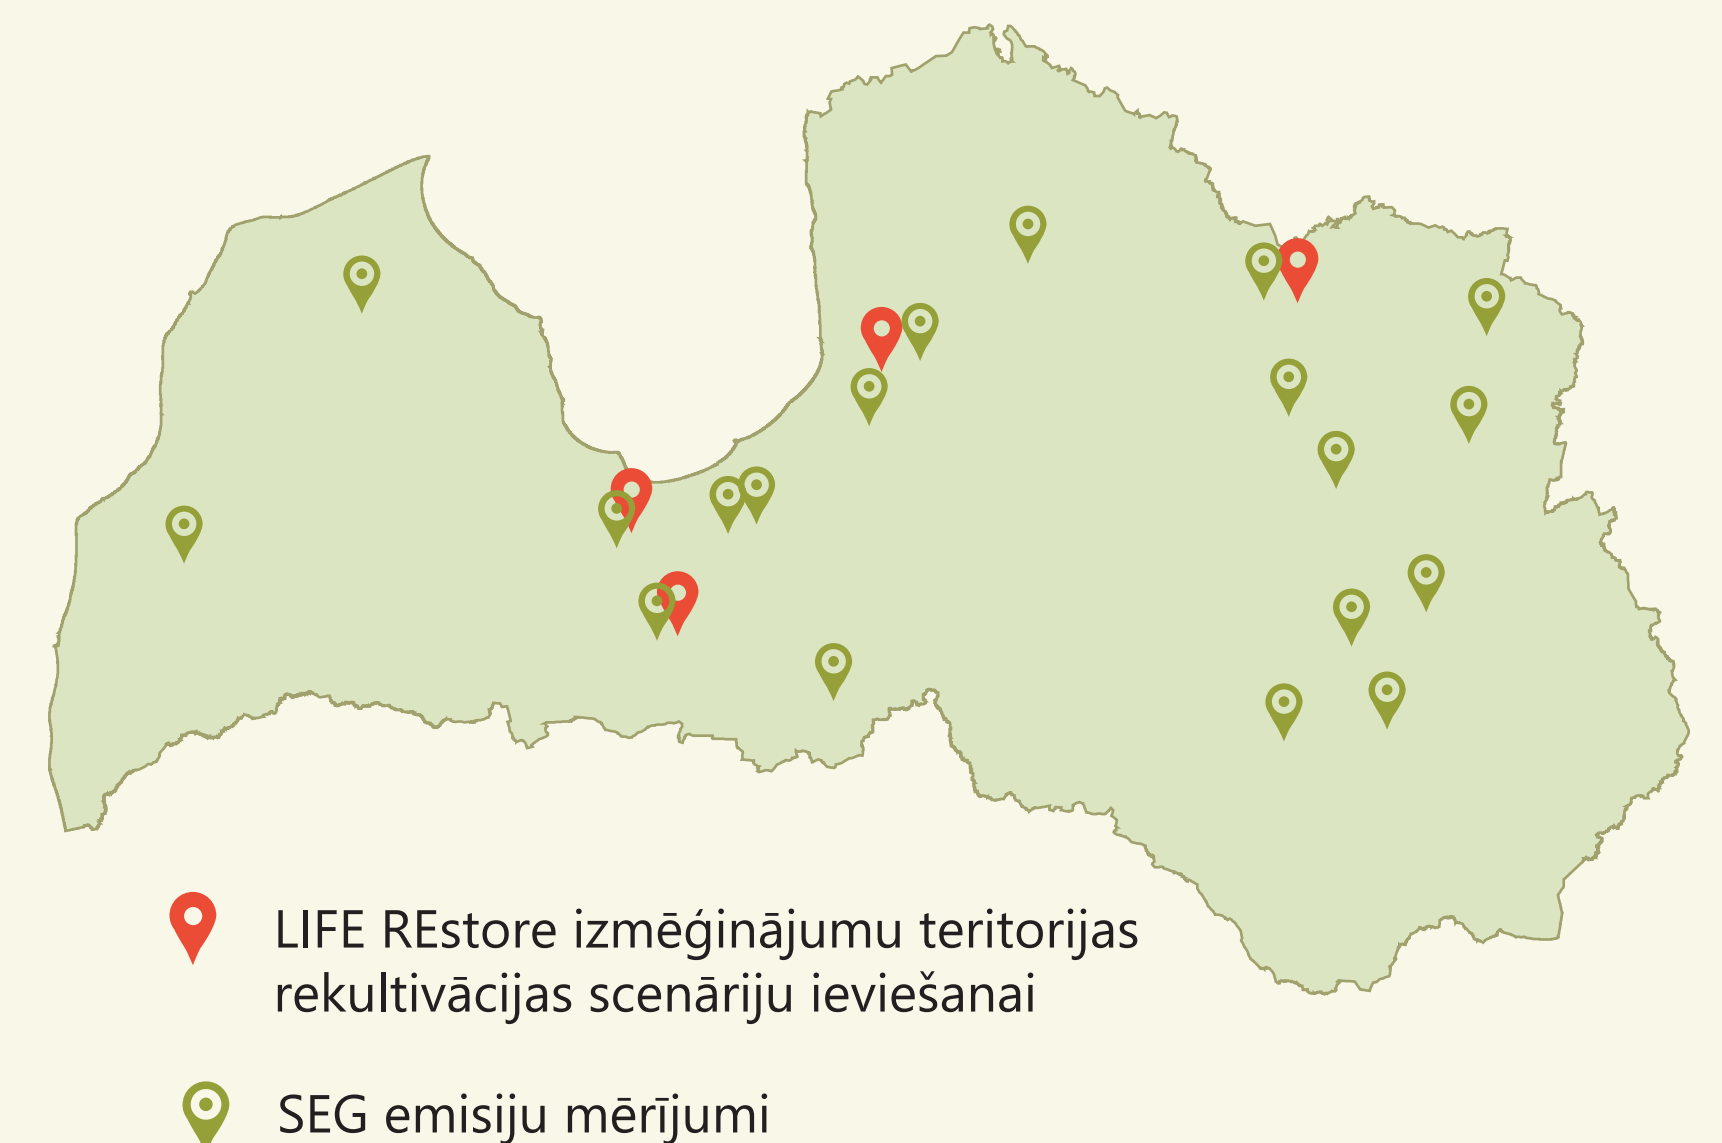 LIFE REstore izmēģinājumu teritorijas
rekultivācijas scenāriju ieviešanai
SEG emisiju mērījumi